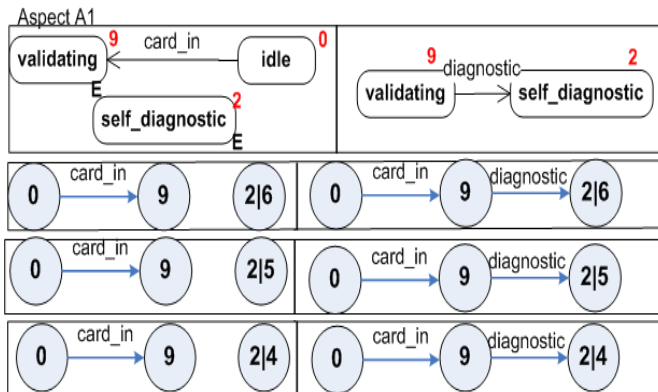 Aspect A1
9 card_in 0
validating idle
E
2
self_diagnostic
E
9 diagnostic 2
validating self_diagnostic
card_in card_in diagnostic
0 9 2|6 0 9 2|6
card_in card_in diagnostic
0 9 2|5 0 9 2|5
card_in card_in diagnostic
0 9 2|4 0 9 2|4